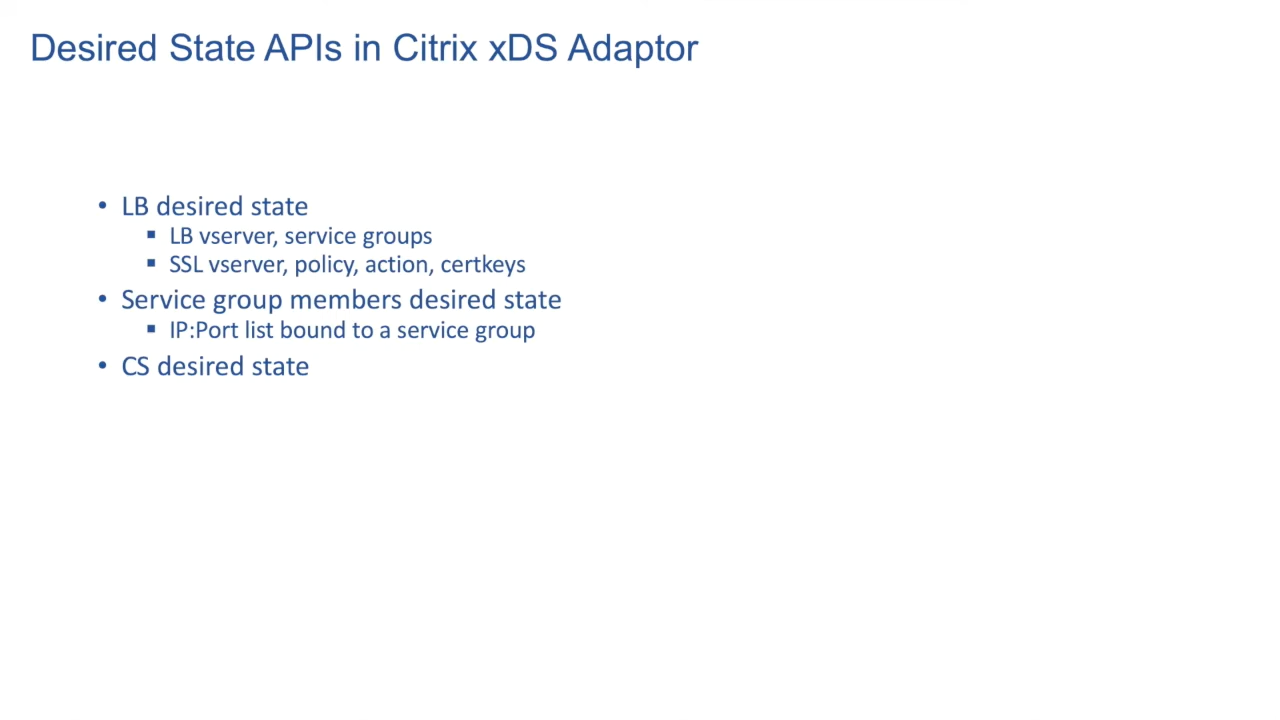 Desired State APIs in Citrix xDS Adaptor
• LB desired state
▪ LB vserver, service groups
▪ SSL vserver, policy, action, certkeys
• Service group members desired state
▪ IP:Port list bound to a service group
• CS desired state